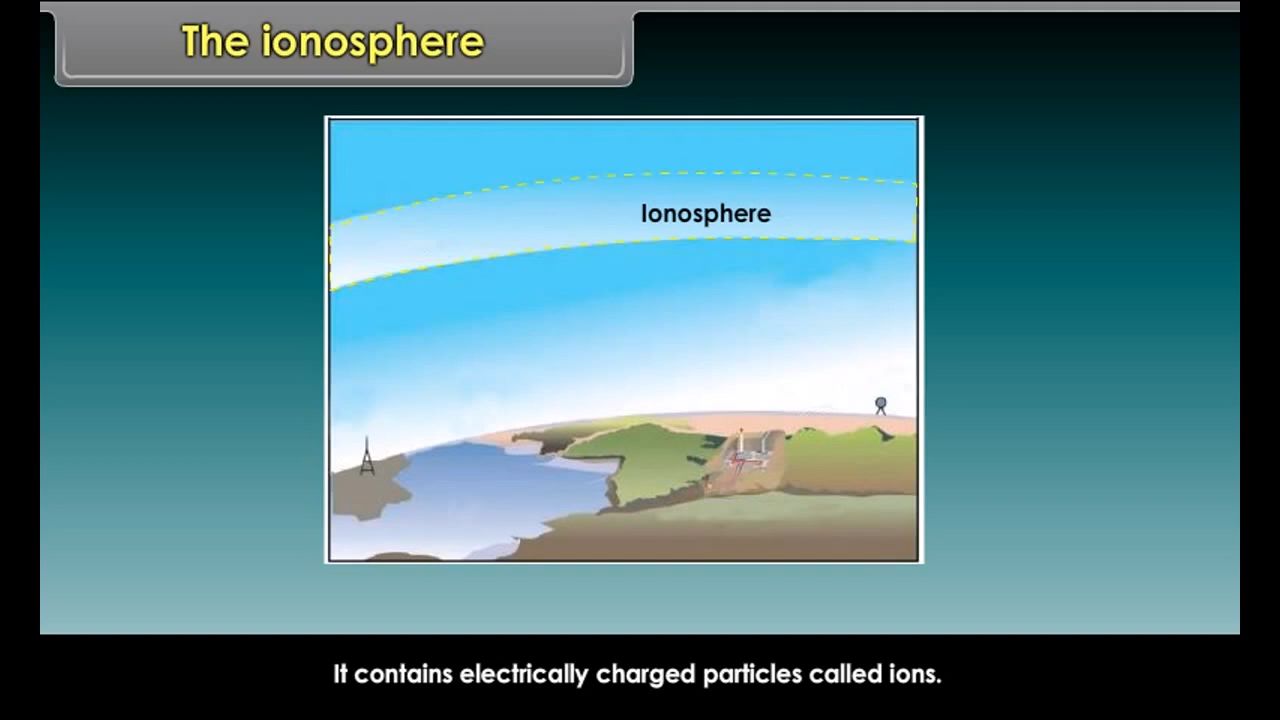 The ionosphere
Ionosphere
It contains electrically charged particles called ions.